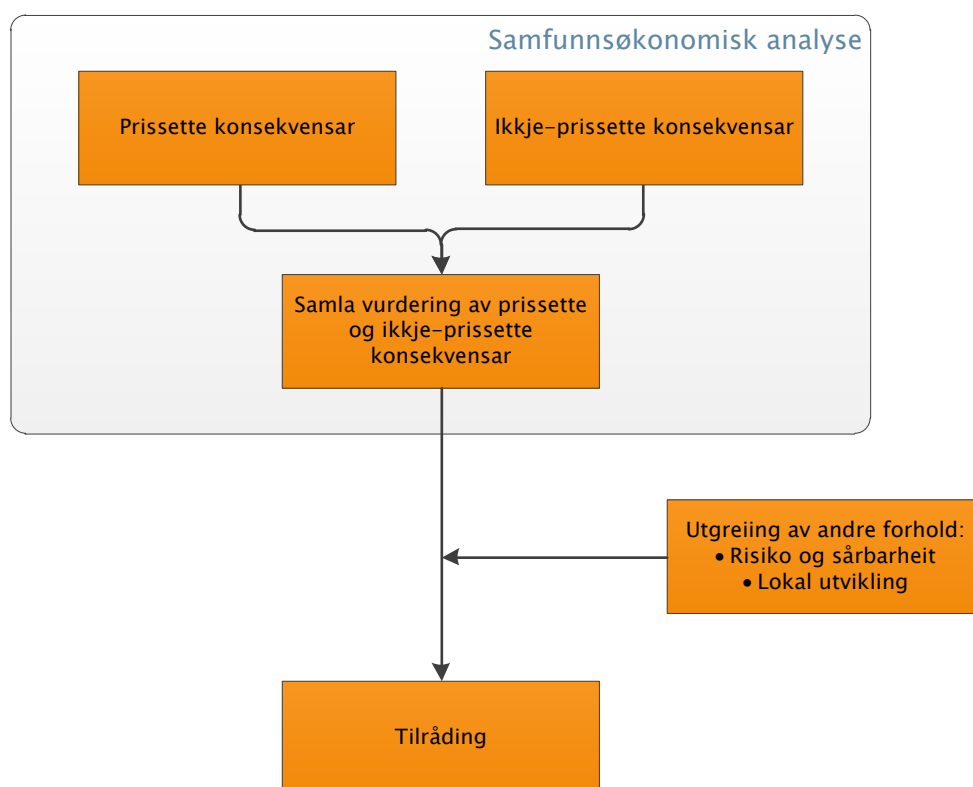 Samfunnsøkonomisk analyse
Prissette konsekvensar
Ikkje-prissette konsekvensar
Samla vurdering av prissette
og ikkje-prissette
konsekvensar
Utgreiing av andre forhold:
• Risiko og sårbarheit
• Lokal utvikling
Tilråding